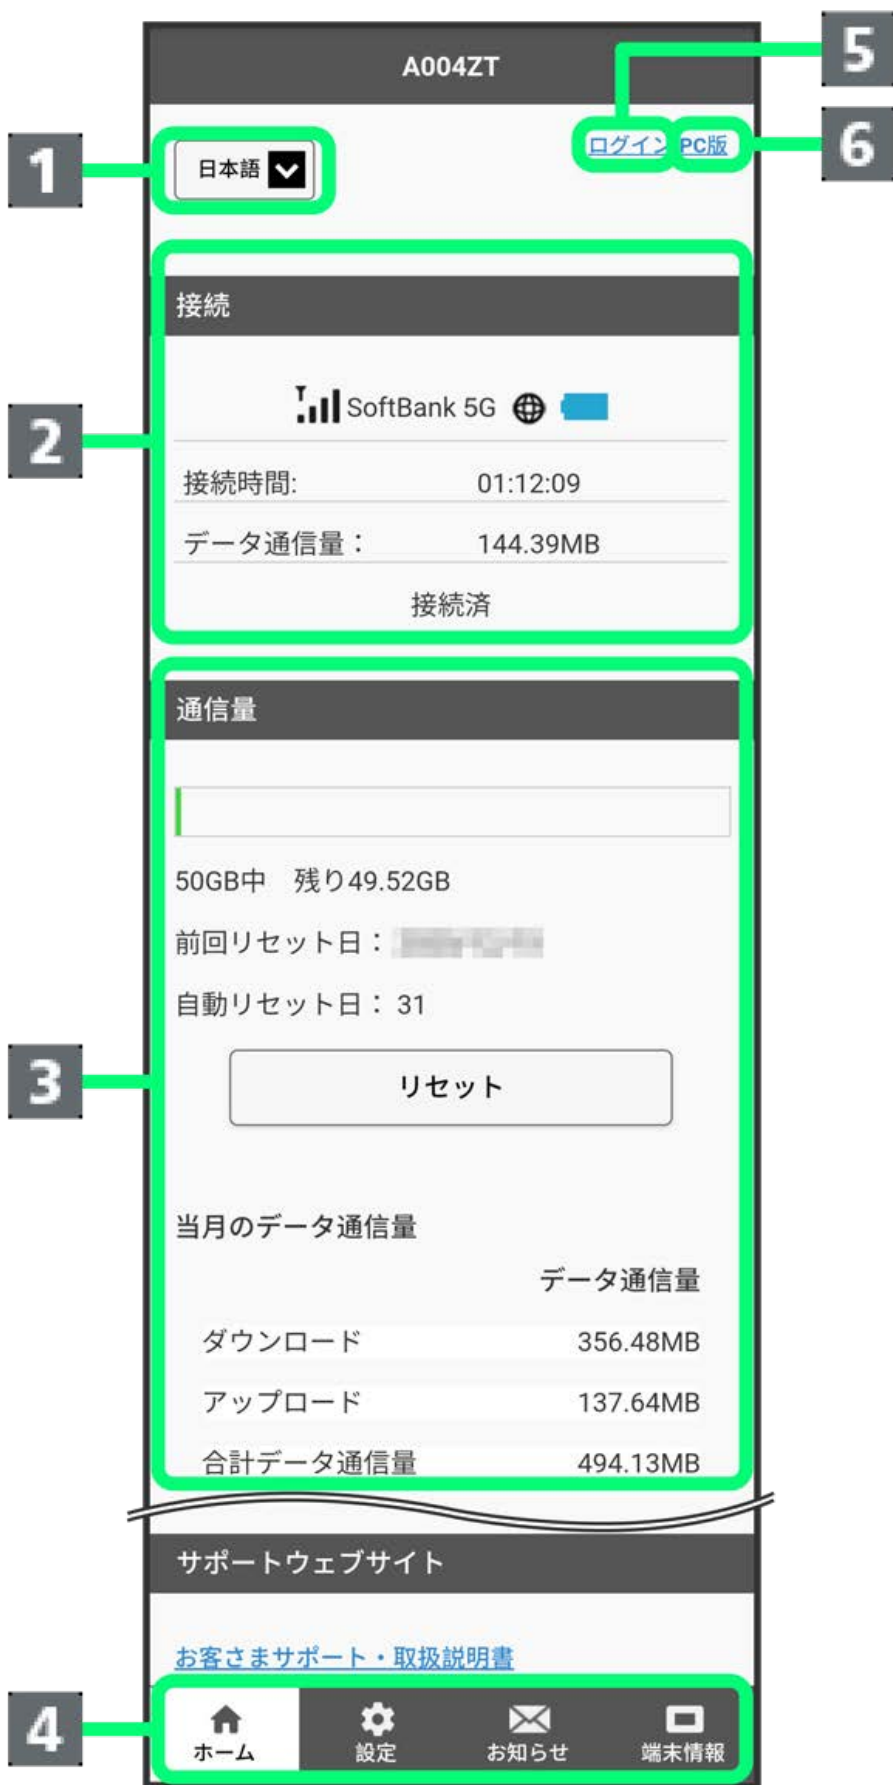 A004ZT
5
ログイン PC版
6
1
日本語
接続
SoftBank 5G
2
接続時間: 01:12:09
データ通信量： 144.39MB
接続済
通信量
50GB中　残り49.52GB
前回リセット日：
自動リセット日： 31
3
リセット
当月のデータ通信量
データ通信量
ダウンロード 356.48MB
アップロード 137.64MB
合計データ通信量 494.13MB
サポートウェブサイト
お客さまサポート・取扱説明書
4
ホーム 設定 お知らせ 端末情報